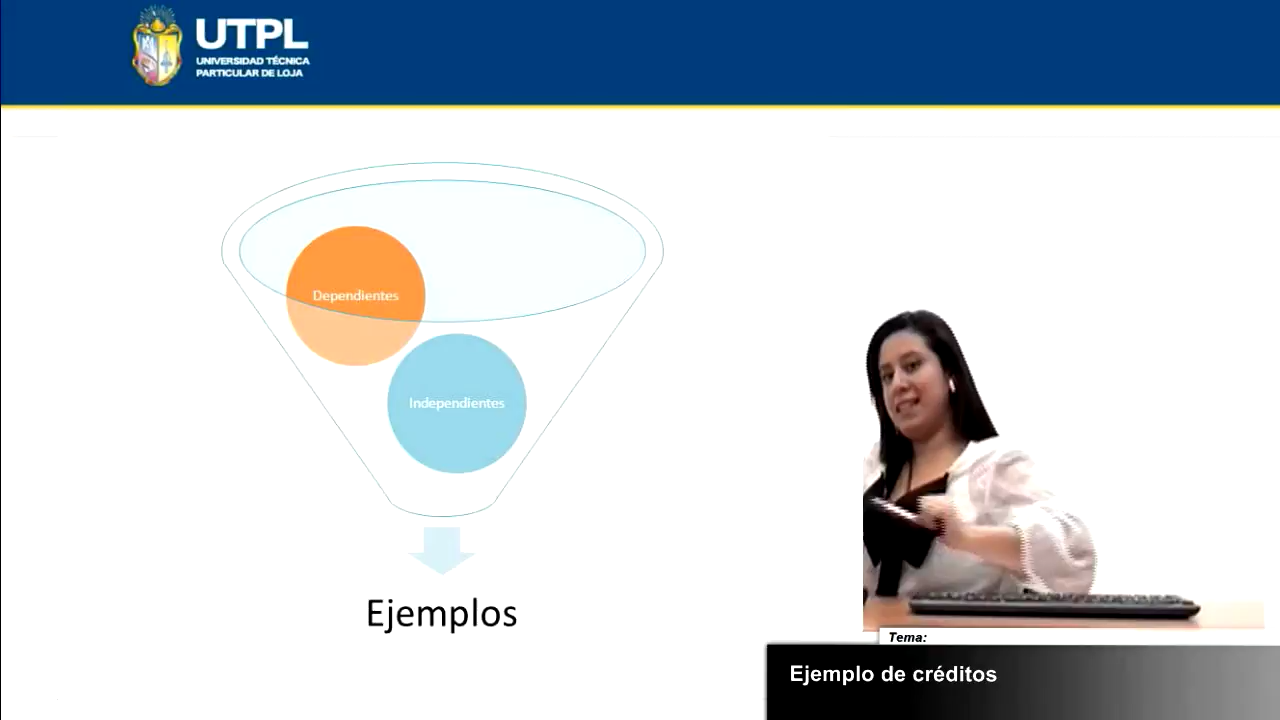 UTPL
UNIVERSIDAD TÉCNICA
PARTICULAR DE LOJA
Dependientes
Independientes
Ejemplos
Tema:
Ejemplo de créditos